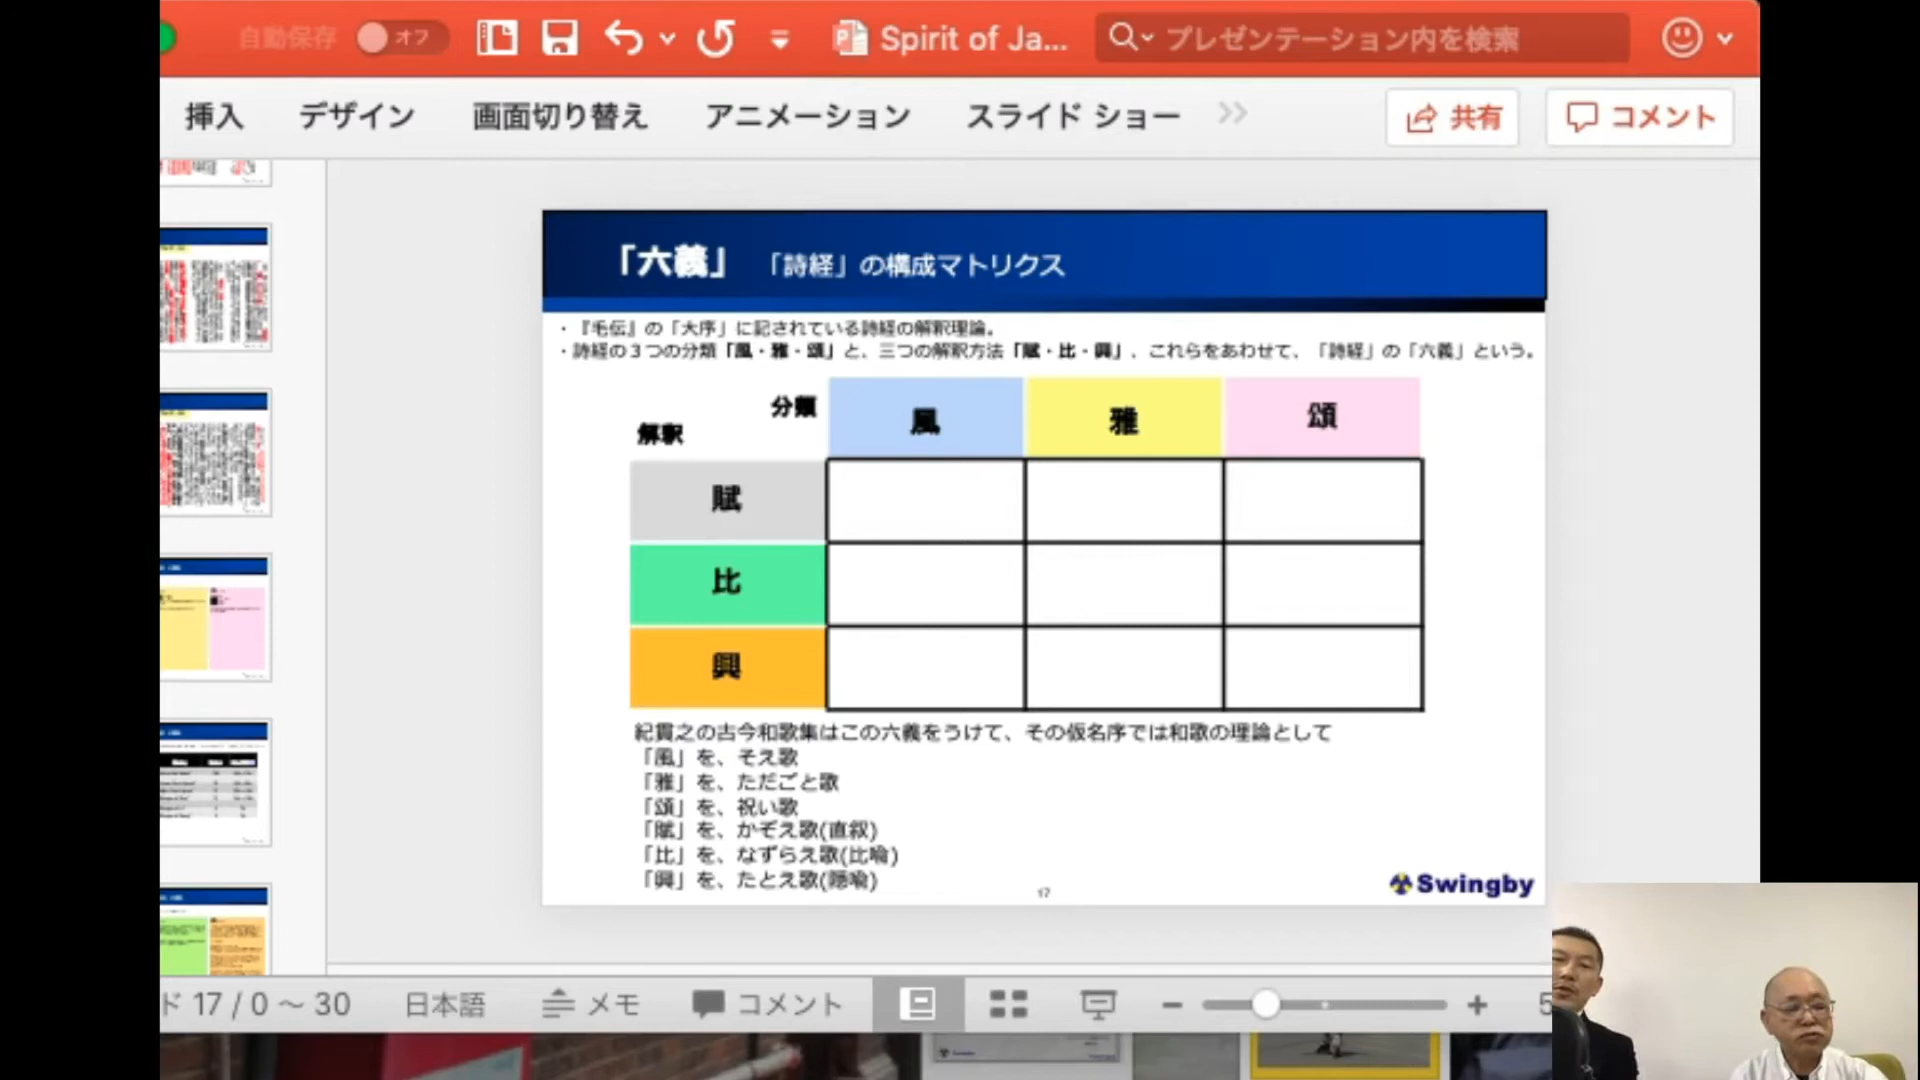 自動保存 オフ Spirit of Ja... プレゼンテーション内を検索
挿入 デザイン 画面切り替え アニメーション スライド ショー 共有 コメント
「六義」 「詩経」の構成マトリクス
・『毛伝』の「大序」に記されている詩経の解釈理論。
・詩経の３つの分類「風・雅・頌」と、三つの解釈方法「賦・比・興」、これらをあわせて、「詩経」の「六義」という。
分類
解釈
風 雅 頌
賦
比
興
紀貫之の古今和歌集はこの六義をうけて、その仮名序では和歌の理論として
「風」を、そえ歌
「雅」を、ただごと歌
「頌」を、祝い歌
「賦」を、かぞえ歌(直叙)
「比」を、なずらえ歌(比喩)
「興」を、たとえ歌(隠喩)
17
Swingby
ド 17 / 0 ～ 30 日本語 メモ コメント 5